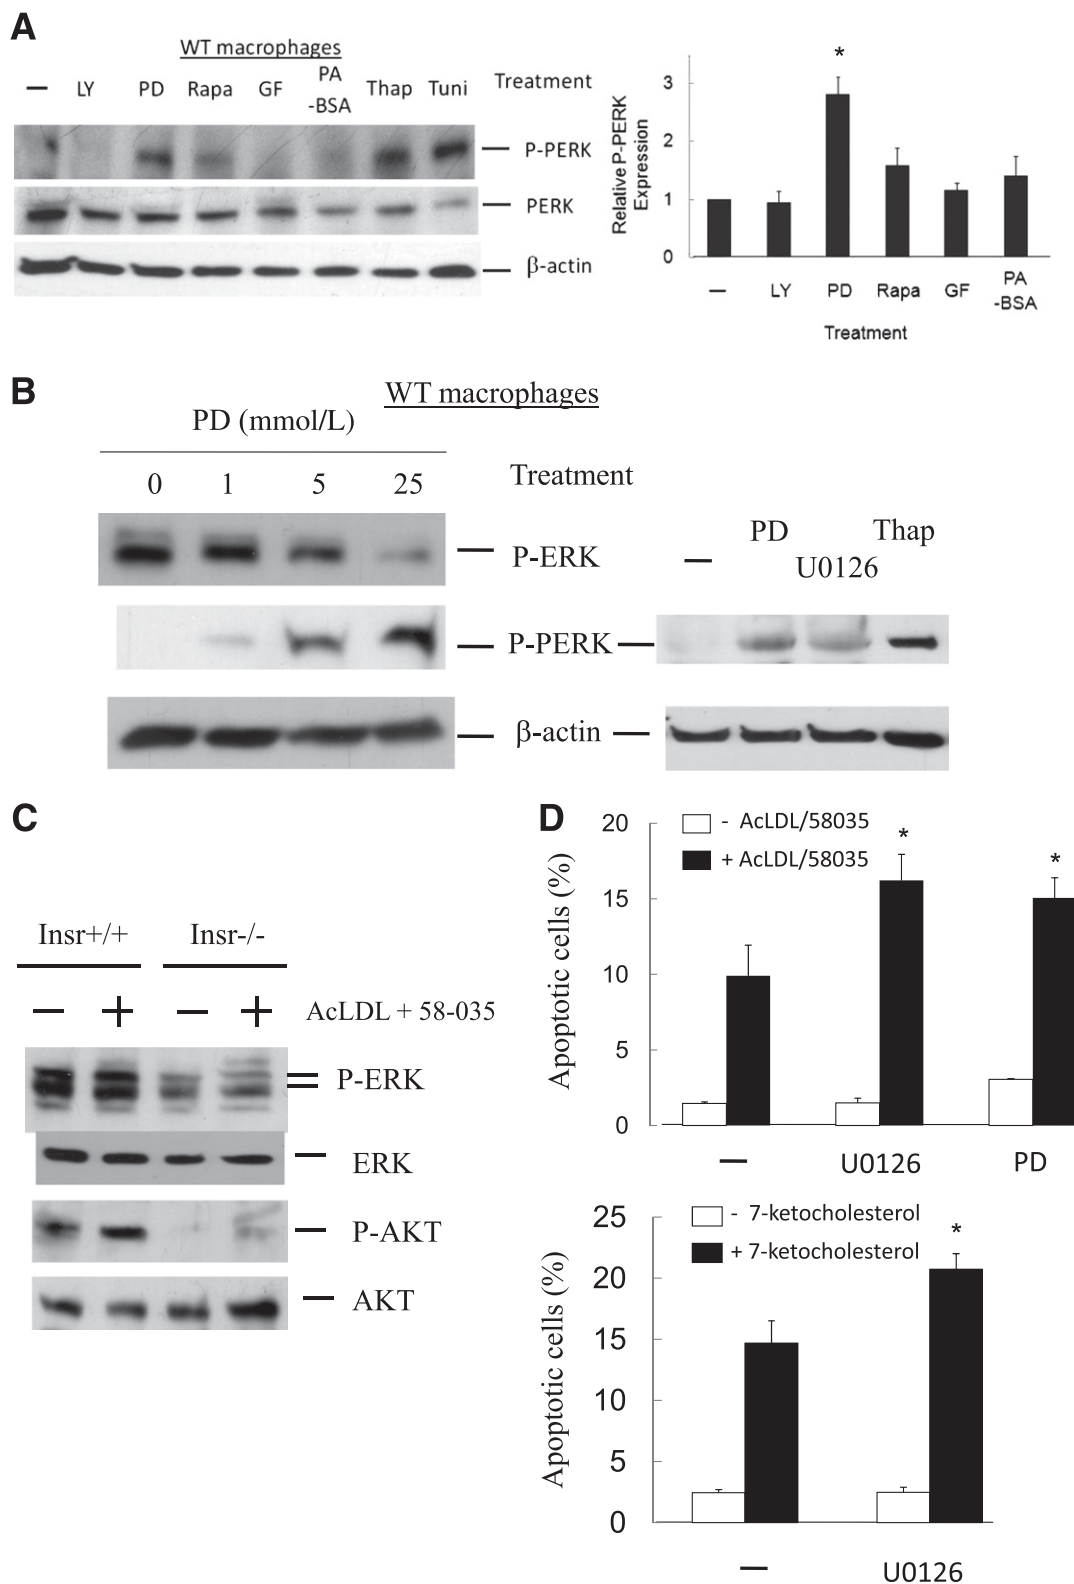 A
WT macrophages
— LY PD Rapa GF PA-BSA Thap Tuni Treatment
P-PERK
PERK
β-actin
Relative P-PERK Expression
3
2
1
0
*
— LY PD Rapa GF PA-BSA
Treatment
B
WT macrophages
PD (mmol/L)
0 1 5 25 Treatment
P-ERK
P-PERK
β-actin
— PD U0126 Thap
C
Insr+/+ Insr-/-
— + — + AcLDL + 58-035
P-ERK
ERK
P-AKT
AKT
D
Apoptotic cells (%)
20
15
10
5
0
- AcLDL/58035
+ AcLDL/58035
* *
— U0126 PD
Apoptotic cells (%)
25
20
15
10
5
0
- 7-ketocholesterol
+ 7-ketocholesterol
*
— U0126